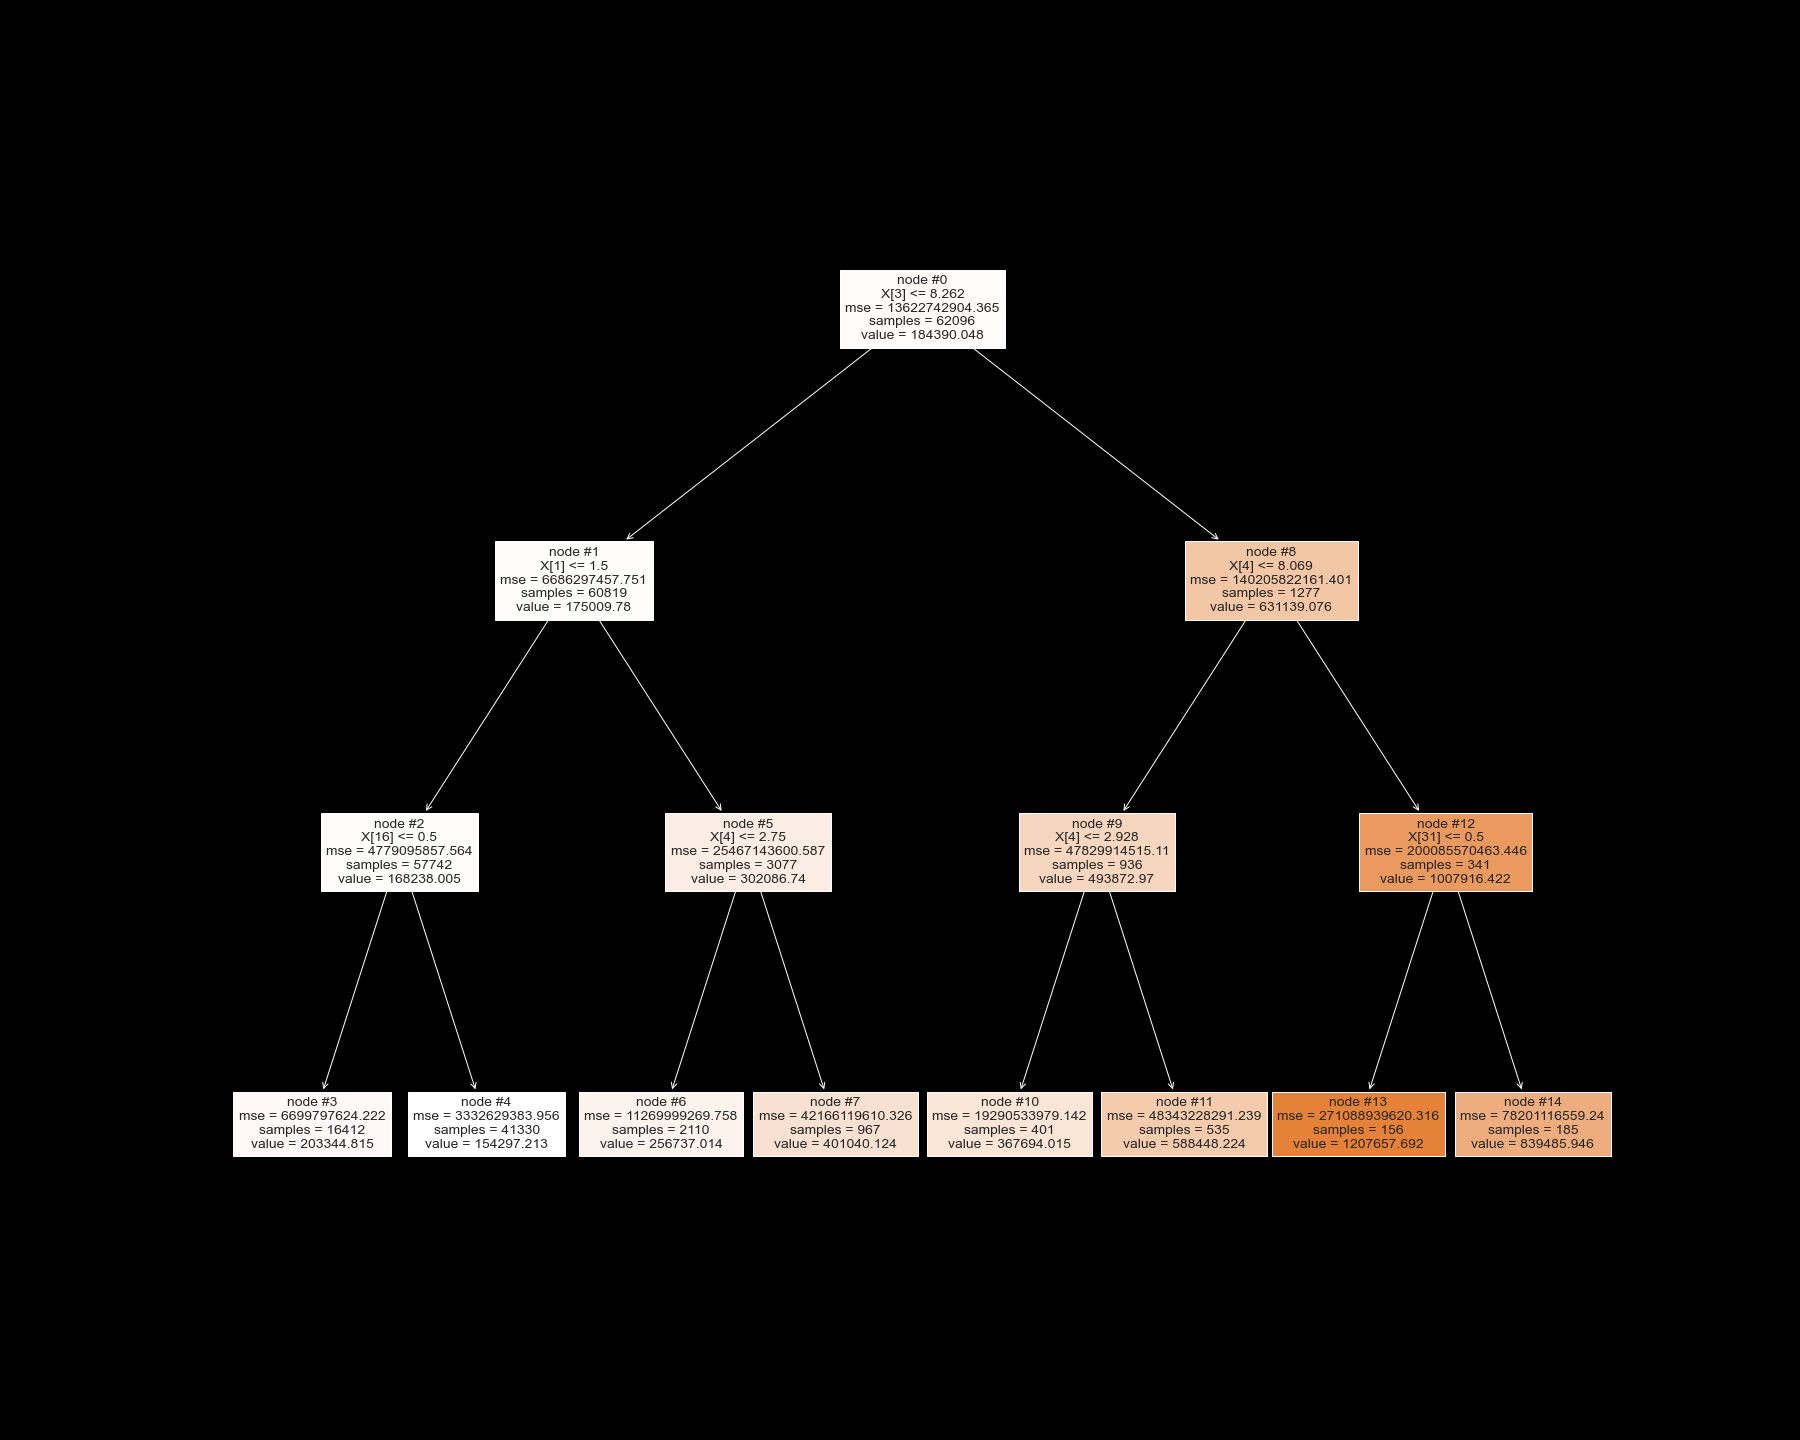 node #0
X[3] <= 8.262
mse = 13622742904.365
samples = 62096
value = 184390.048
node #1
X[1] <= 1.5
mse = 6686297457.751
samples = 60819
value = 175009.78
node #8
X[4] <= 8.069
mse = 140205822161.401
samples = 1277
value = 631139.076
node #2
X[16] <= 0.5
mse = 4779095857.564
samples = 57742
value = 168238.005
node #5
X[4] <= 2.75
mse = 25467143600.587
samples = 3077
value = 302086.74
node #9
X[4] <= 2.928
mse = 47829914515.11
samples = 936
value = 493872.97
node #12
X[31] <= 0.5
mse = 200085570463.446
samples = 341
value = 1007916.422
node #3
mse = 6699797624.222
samples = 16412
value = 203344.815
node #4
mse = 3332629383.956
samples = 41330
value = 154297.213
node #6
mse = 11269999269.758
samples = 2110
value = 256737.014
node #7
mse = 42166119610.326
samples = 967
value = 401040.124
node #10
mse = 19290533979.142
samples = 401
value = 367694.015
node #11
mse = 48343228291.239
samples = 535
value = 588448.224
node #13
mse = 271088939620.316
samples = 156
value = 1207657.692
node #14
mse = 78201116559.24
samples = 185
value = 839485.946